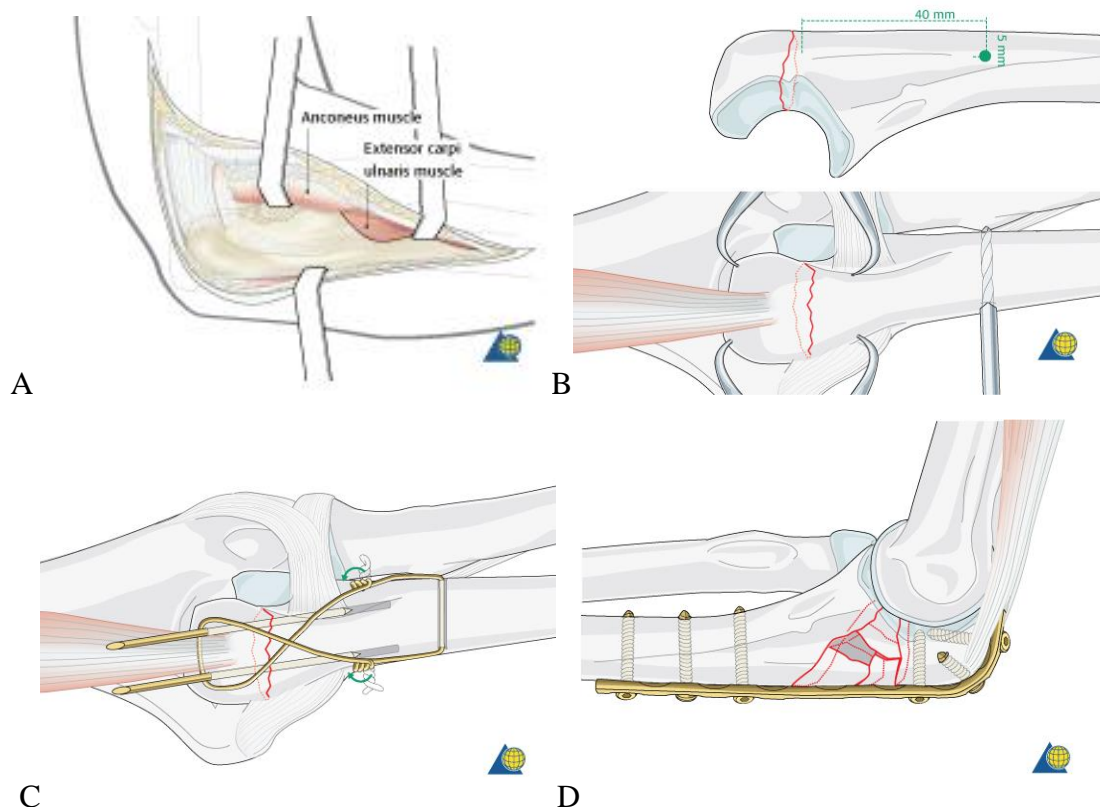 Anconeus muscle
Extensor carpi
ulnaris muscle
A
40 mm
5 mm
B
C
D